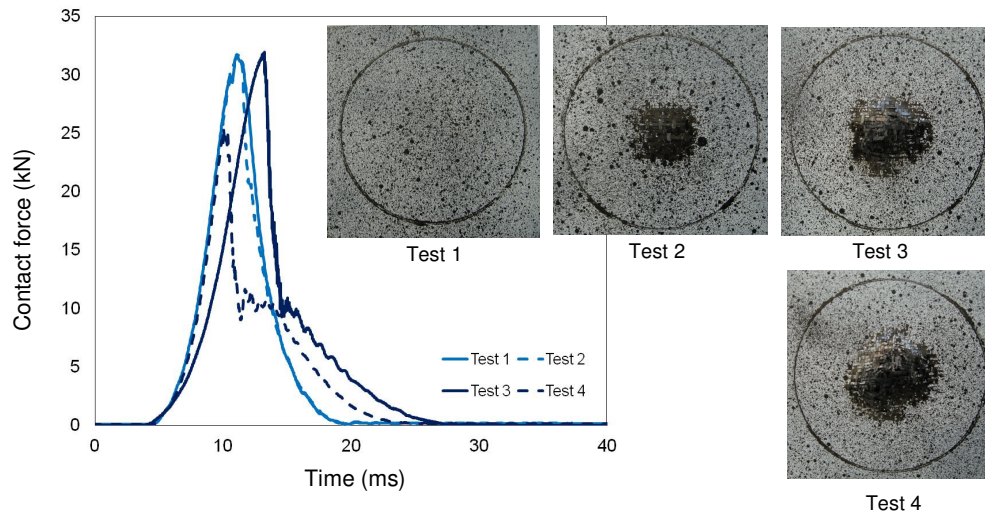 35
30
25
20
15
10
5
0
Contact force (kN)
0 10 20 30 40
Time (ms)
Test 1 Test 2
Test 3 Test 4
Test 1
Test 2
Test 3
Test 4